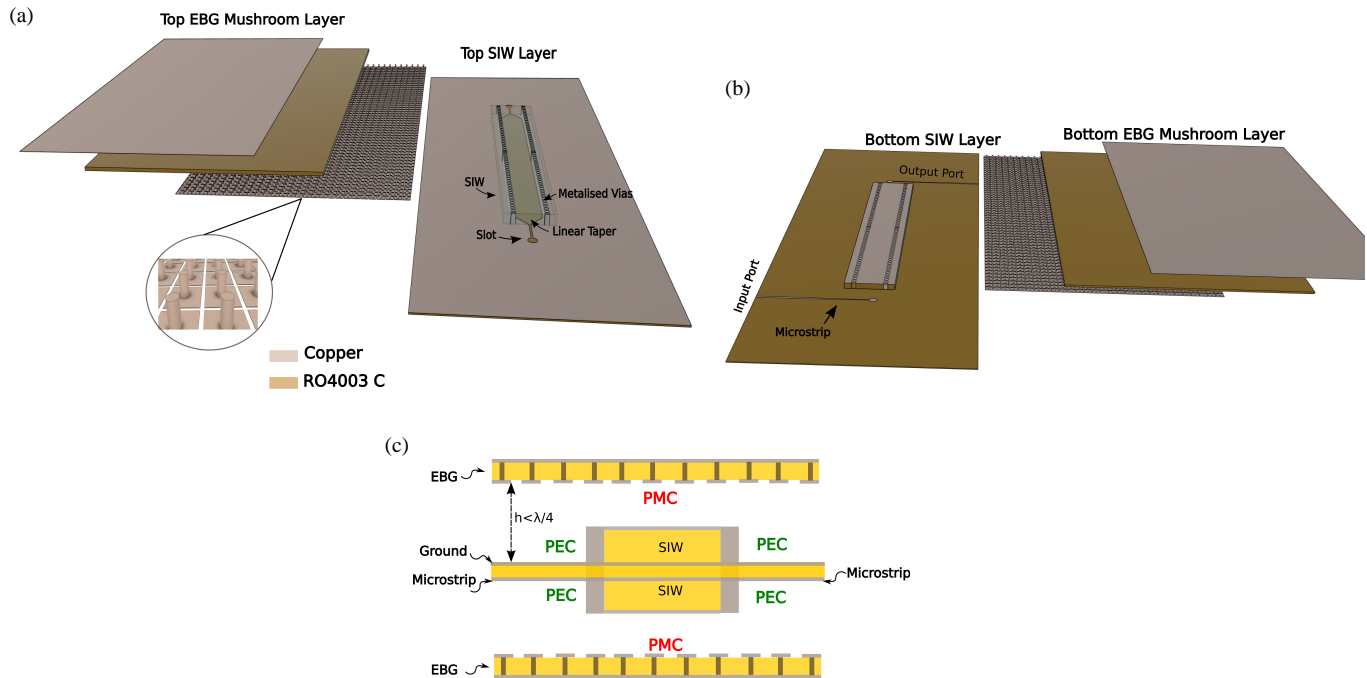 (a)
Top EBG Mushroom Layer
Top SIW Layer
SIW
Metalised Vias
Slot
Linear Taper
Copper
RO4003 C
(b)
Bottom SIW Layer
Bottom EBG Mushroom Layer
Output Port
Input Port
Microstrip
(c)
EBG
PMC
h<λ/4
PEC
SIW
PEC
Ground
Microstrip
Microstrip
PEC
SIW
PEC
PMC
EBG